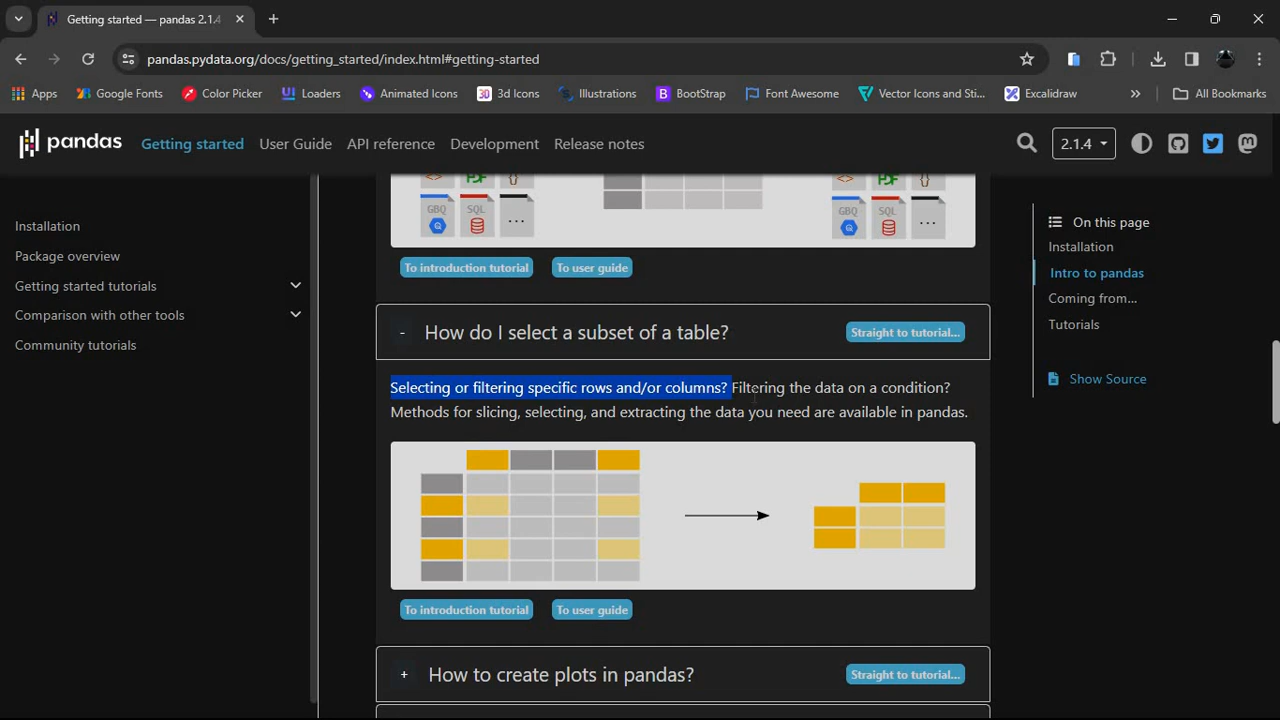 Getting started — pandas 2.1.4
pandas.pydata.org/docs/getting_started/index.html#getting-started
Apps
Google Fonts
Color Picker
Loaders
Animated Icons
3d Icons
Illustrations
BootStrap
Font Awesome
Vector Icons and Sti...
Excalidraw
All Bookmarks
pandas
Getting started
User Guide
API reference
Development
Release notes
2.1.4
Installation
Package overview
Getting started tutorials
Comparison with other tools
Community tutorials
<> PDF {}
GBQ SQL ...
<> PDF {}
GBQ SQL ...
To introduction tutorial
To user guide
- How do I select a subset of a table?
Straight to tutorial...
Selecting or filtering specific rows and/or columns? Filtering the data on a condition?
Methods for slicing, selecting, and extracting the data you need are available in pandas.
To introduction tutorial
To user guide
+ How to create plots in pandas?
Straight to tutorial...
On this page
Installation
Intro to pandas
Coming from...
Tutorials
Show Source